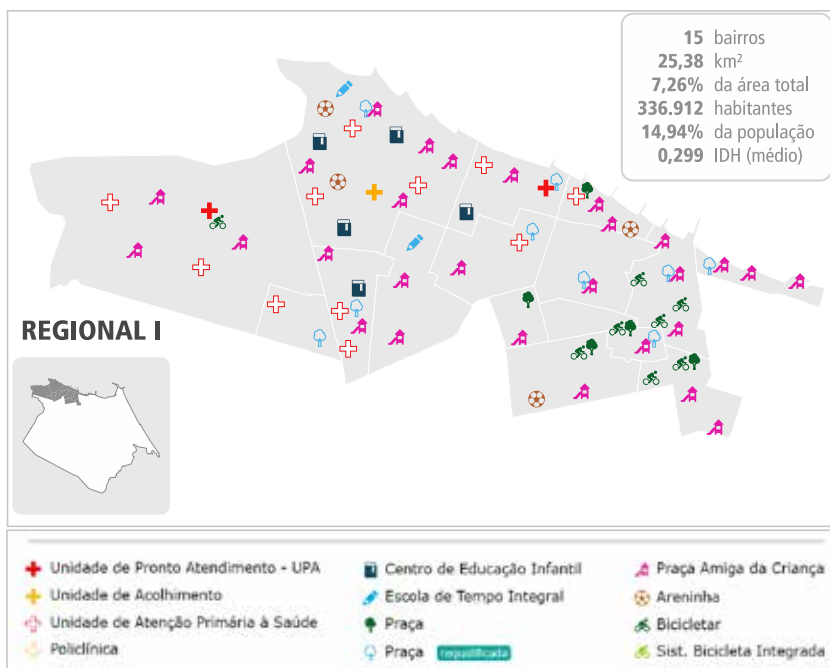 15 bairros
25,38 km²
7,26% da área total
336.912 habitantes
14,94% da população
0,299 IDH (médio)
REGIONAL I
Unidade de Pronto Atendimento - UPA
Unidade de Acolhimento
Unidade de Atenção Primária à Saúde
Policlínica
Centro de Educação Infantil
Escola de Tempo Integral
Praça
Praça requalificada
Praça Amiga da Criança
Areninha
Bicicletar
Sist. Bicicleta Integrada